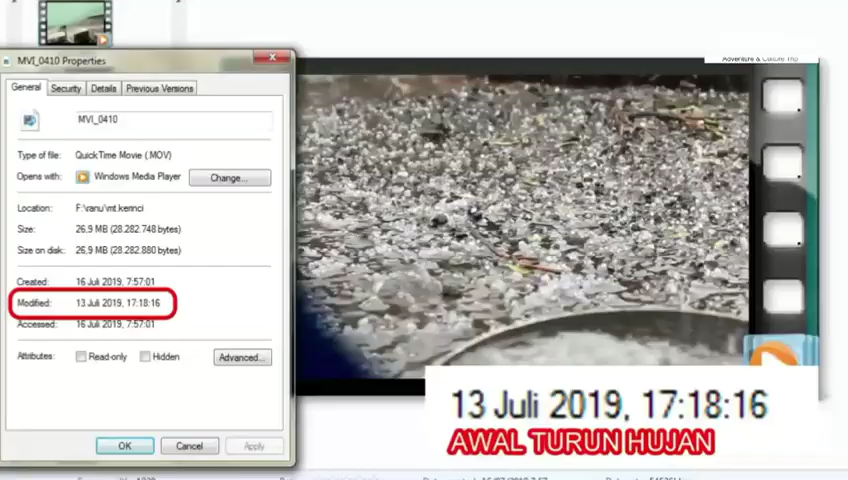 MVI_0410 Properties
General Security Details Previous Versions
MVI_0410
Type of file: QuickTime Movie (.MOV)
Opens with: Windows Media Player Change...
Location: F:\ranu\mt.kerinci
Size: 26,9 MB (28.282.748 bytes)
Size on disk: 26,9 MB (28.282.880 bytes)
Created: 16 Juli 2019, 7:57:01
Modified: 13 Juli 2019, 17:18:16
Accessed: 16 Juli 2019, 7:57:01
Attributes: Read-only Hidden Advanced...
OK Cancel Apply
Adventure & Culture Trip
13 Juli 2019, 17:18:16
AWAL TURUN HUJAN